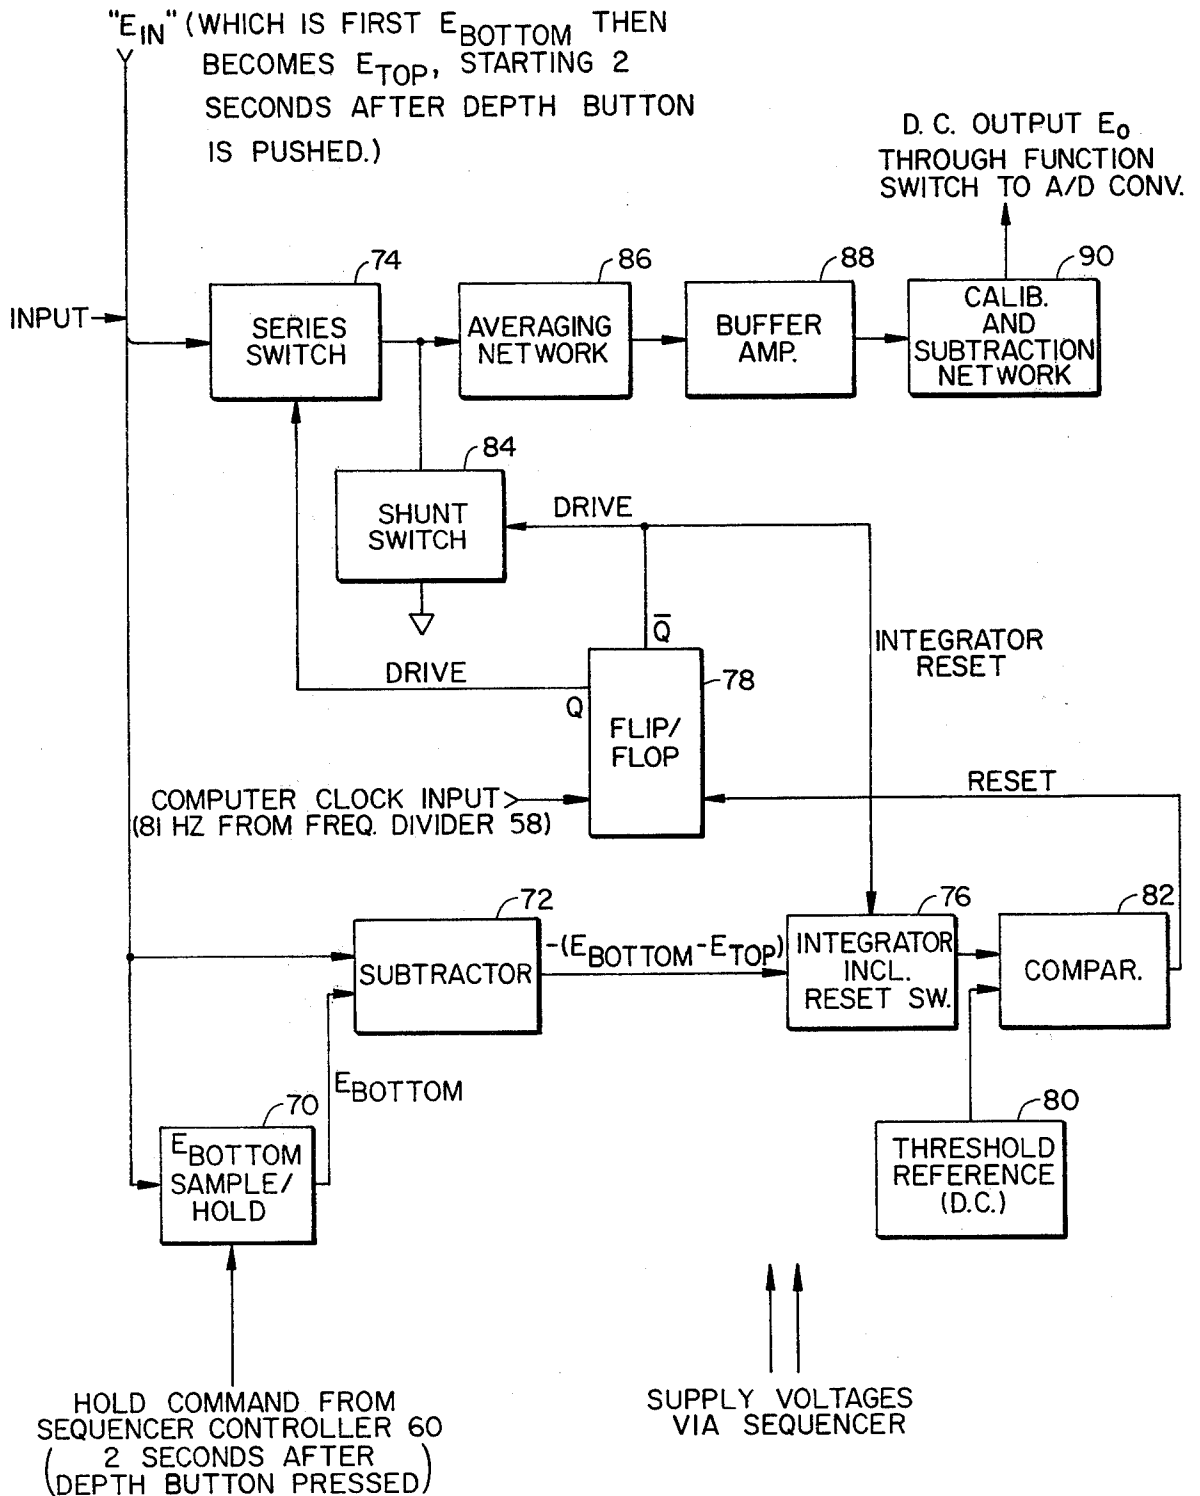 "EIN" (WHICH IS FIRST EBOTTOM THEN
BECOMES ETOP, STARTING 2
SECONDS AFTER DEPTH BUTTON
IS PUSHED.)
D. C. OUTPUT Eo
THROUGH FUNCTION
SWITCH TO A/D CONV.
INPUT
74
SERIES
SWITCH
86
AVERAGING
NETWORK
88
BUFFER
AMP.
90
CALIB.
AND
SUBTRACTION
NETWORK
84
SHUNT
SWITCH
DRIVE
Q̅
INTEGRATOR
RESET
DRIVE
Q
78
FLIP/
FLOP
RESET
COMPUTER CLOCK INPUT
(81 HZ FROM FREQ. DIVIDER 58)
72
SUBTRACTOR
-(EBOTTOM-ETOP)
76
INTEGRATOR
INCL.
RESET SW.
82
COMPAR.
EBOTTOM
70
EBOTTOM
SAMPLE/
HOLD
80
THRESHOLD
REFERENCE
(D.C.)
HOLD COMMAND FROM
SEQUENCER CONTROLLER 60
(2 SECONDS AFTER
DEPTH BUTTON PRESSED)
SUPPLY VOLTAGES
VIA SEQUENCER